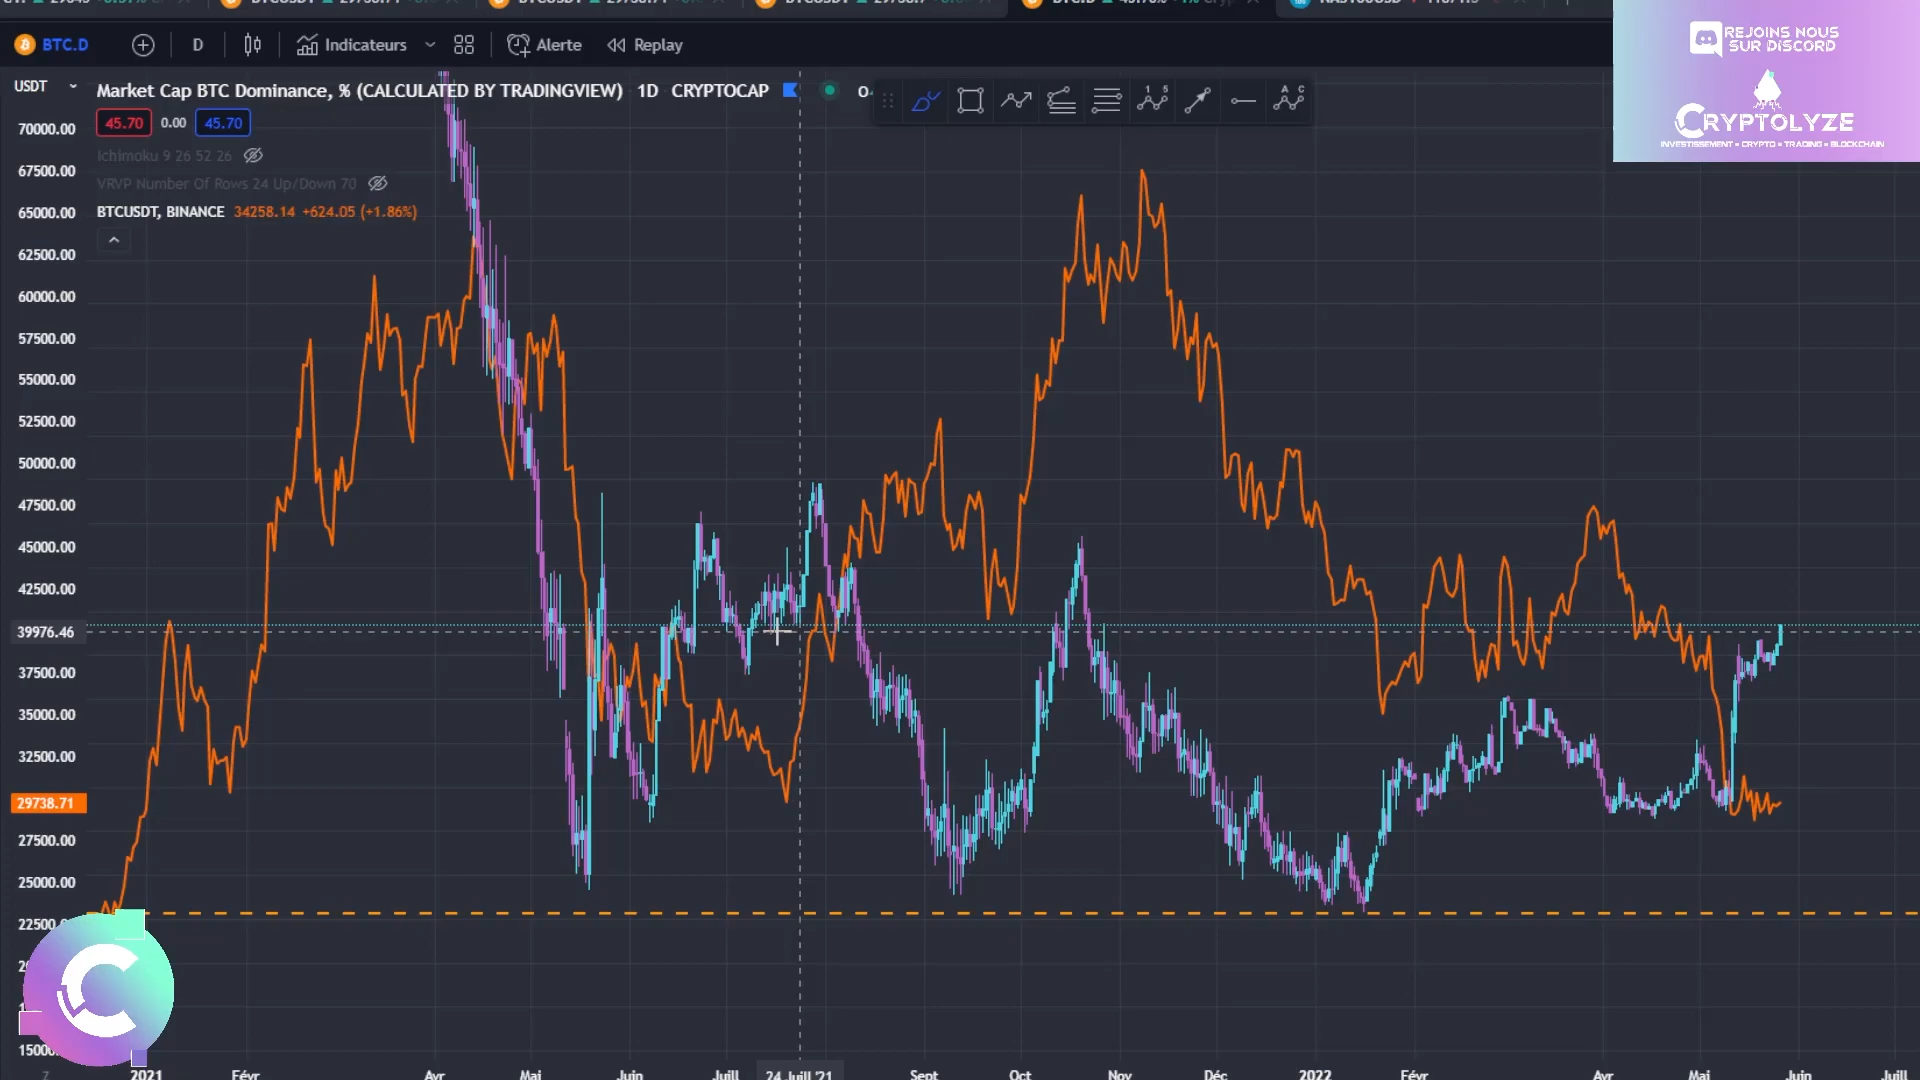 BTC.D
D
Indicateurs
Alerte
Replay
REJOINS NOUS
SUR DISCORD
CRYPTOLYZE
INVESTISSEMENT • CRYPTO • TRADING • BLOCKCHAIN
USDT
Market Cap BTC Dominance, % (CALCULATED BY TRADINGVIEW) 1D CRYPTOCAP
45.70 0.00 45.70
Ichimoku 9 26 52 26
VRVP Number Of Rows 24 Up/Down 70
BTCUSDT, BINANCE 34258.14 +624.05 (+1.86%)
70000.00
67500.00
65000.00
62500.00
60000.00
57500.00
55000.00
52500.00
50000.00
47500.00
45000.00
42500.00
39976.46
37500.00
35000.00
32500.00
29738.71
27500.00
25000.00
2021 Févr Avr Mai Juin Juill 24 Juill '21 Sept Oct Nov Déc 2022 Févr Avr Mai Juin Juill